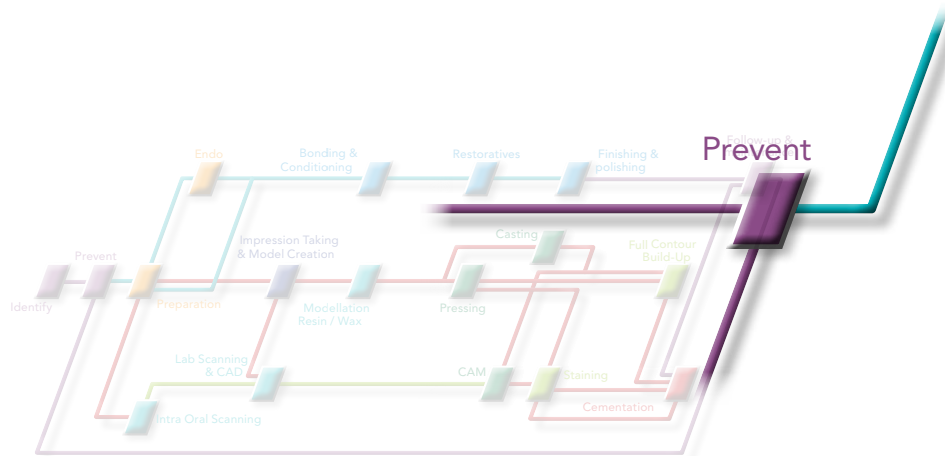 Follow-up &
Prevent
Endo
Bonding &
Conditioning
Restoratives
Finishing &
polishing
Impression Taking
& Model Creation
Casting
Full Contour
Build-Up
Prevent
Identify
Preparation
Modellation
Resin / Wax
Pressing
Lab Scanning
& CAD
CAM
Staining
Intra Oral Scanning
Cementation